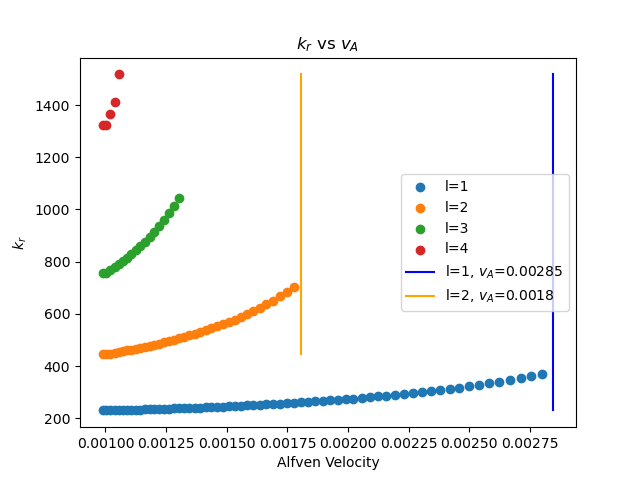 k_r vs v_A
k_r
1400
1200
1000
800
600
400
200
l=1
l=2
l=3
l=4
l=1, v_A=0.00285
l=2, v_A=0.0018
0.00100 0.00125 0.00150 0.00175 0.00200 0.00225 0.00250 0.00275
Alfven Velocity